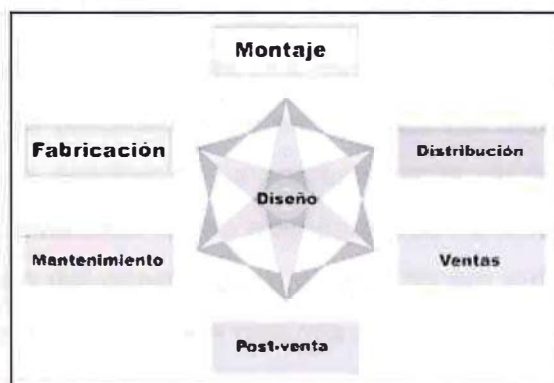 Montaje
Fabricación
Distribución
Diseño
Mantenimiento
Ventas
Post-venta